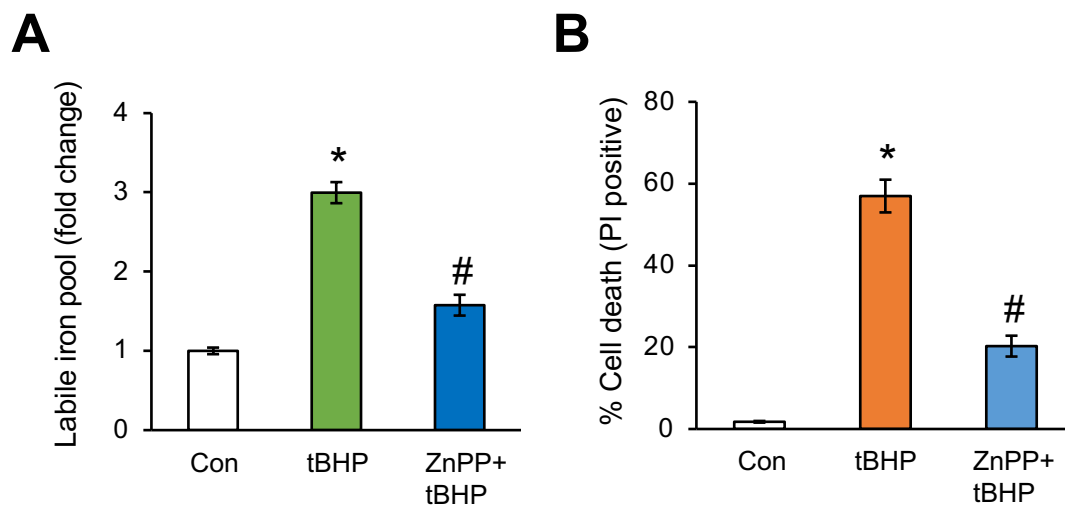 A
Labile iron pool (fold change)
4
3
2
1
0
*
#
Con
tBHP
ZnPP+
tBHP
B
% Cell death (PI positive)
80
60
40
20
0
*
#
Con
tBHP
ZnPP+
tBHP